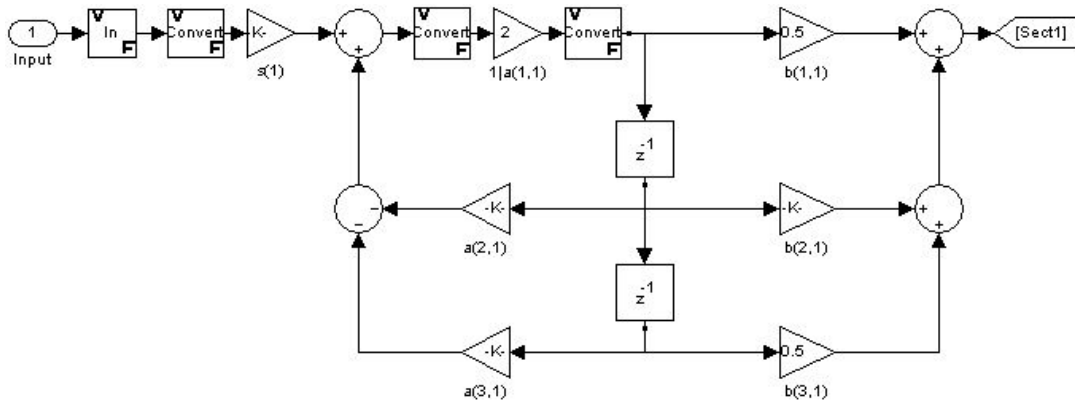 V
In
F
V
Convert
F
K-
+
+
V
Convert
F
2
V
Convert
F
0.5
+
+
[Sect1]
1
Input
s(1)
1|a(1,1)
b(1,1)
z-1
-
-
-K-
-K-
+
+
a(2,1)
b(2,1)
z-1
-K-
0.5
a(3,1)
b(3,1)